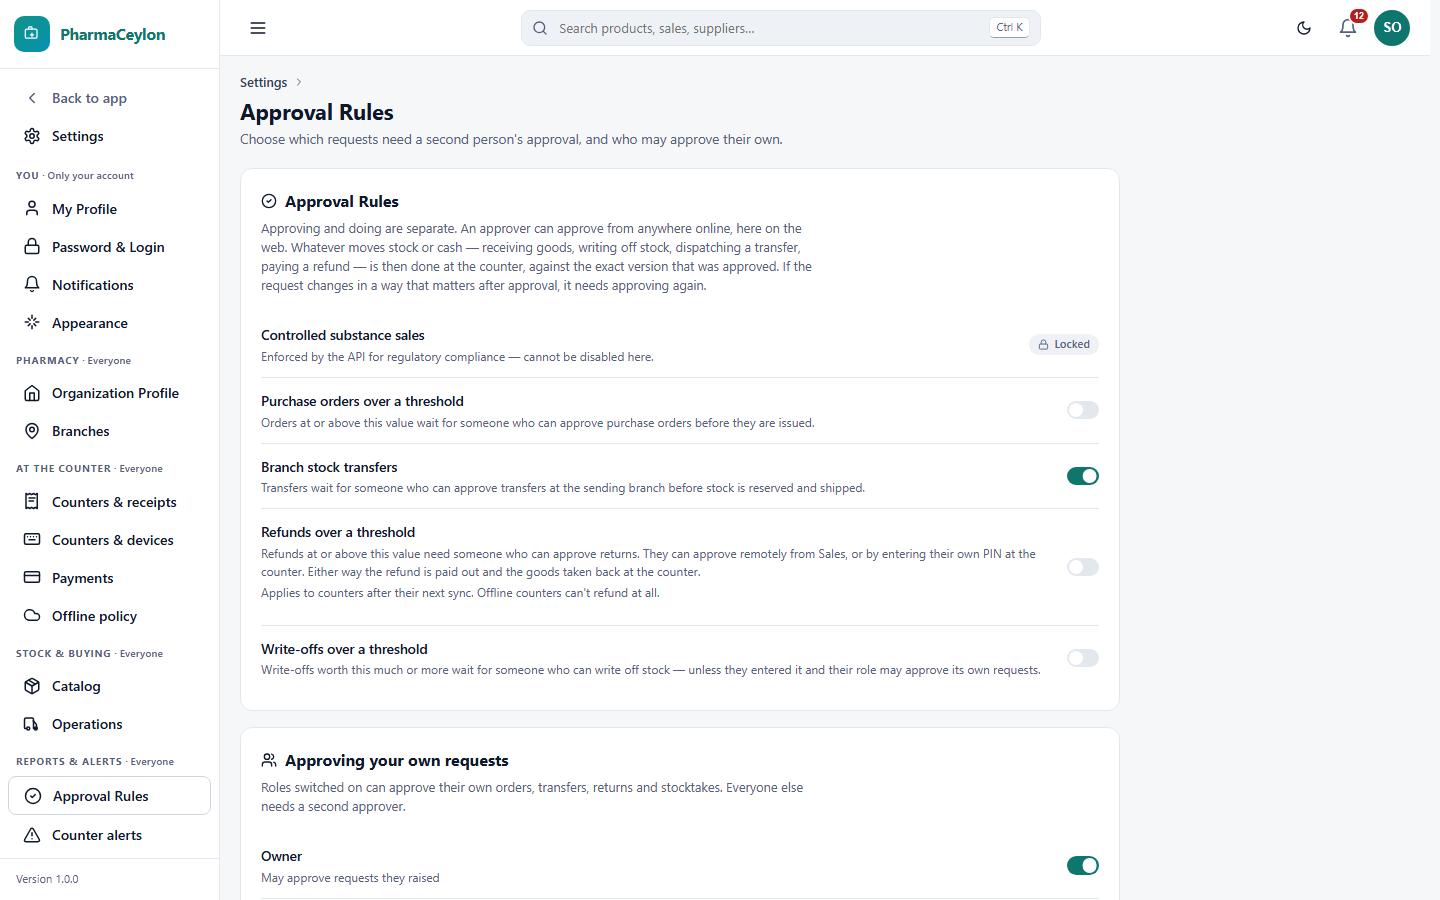 PharmaCeylon
Search products, sales, suppliers...
Ctrl K
12
SO
Back to app
Settings
YOU · Only your account
My Profile
Password & Login
Notifications
Appearance
PHARMACY · Everyone
Organization Profile
Branches
AT THE COUNTER · Everyone
Counters & receipts
Counters & devices
Payments
Offline policy
STOCK & BUYING · Everyone
Catalog
Operations
REPORTS & ALERTS · Everyone
Approval Rules
Counter alerts
Version 1.0.0
Settings
Approval Rules
Choose which requests need a second person's approval, and who may approve their own.
Approval Rules
Approving and doing are separate. An approver can approve from anywhere online, here on the
web. Whatever moves stock or cash — receiving goods, writing off stock, dispatching a transfer,
paying a refund — is then done at the counter, against the exact version that was approved. If the
request changes in a way that matters after approval, it needs approving again.
Controlled substance sales
Enforced by the API for regulatory compliance — cannot be disabled here.
Locked
Purchase orders over a threshold
Orders at or above this value wait for someone who can approve purchase orders before they are issued.
Branch stock transfers
Transfers wait for someone who can approve transfers at the sending branch before stock is reserved and shipped.
Refunds over a threshold
Refunds at or above this value need someone who can approve returns. They can approve remotely from Sales, or by entering their own PIN at the
counter. Either way the refund is paid out and the goods taken back at the counter.
Applies to counters after their next sync. Offline counters can't refund at all.
Write-offs over a threshold
Write-offs worth this much or more wait for someone who can write off stock — unless they entered it and their role may approve its own requests.
Approving your own requests
Roles switched on can approve their own orders, transfers, returns and stocktakes. Everyone else
needs a second approver.
Owner
May approve requests they raised